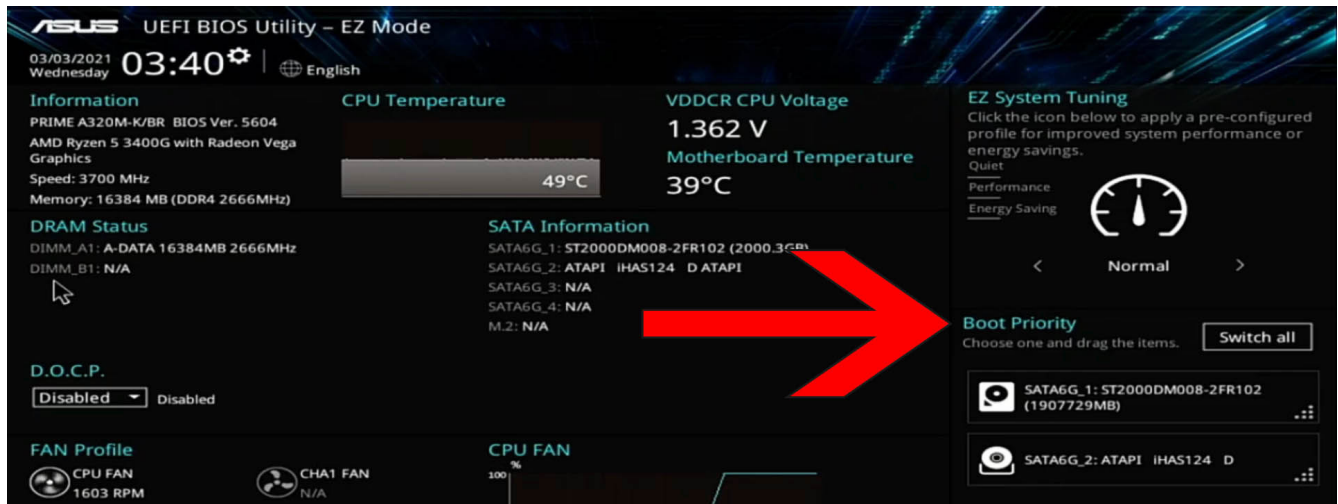 ASUS UEFI BIOS Utility – EZ Mode
03/03/2021
Wednesday 03:40 English
Information
PRIME A320M-K/BR BIOS Ver. 5604
AMD Ryzen 5 3400G with Radeon Vega
Graphics
Speed: 3700 MHz
Memory: 16384 MB (DDR4 2666MHz)
CPU Temperature
49°C
VDDCR CPU Voltage
1.362 V
Motherboard Temperature
39°C
EZ System Tuning
Click the icon below to apply a pre-configured
profile for improved system performance or
energy savings.
Quiet
Performance
Energy Saving
< Normal >
DRAM Status
DIMM_A1: A-DATA 16384MB 2666MHz
DIMM_B1: N/A
SATA Information
SATA6G_1: ST2000DM008-2FR102 (2000.3GB)
SATA6G_2: ATAPI iHAS124 D ATAPI
SATA6G_3: N/A
SATA6G_4: N/A
M.2: N/A
Boot Priority
Choose one and drag the items.
Switch all
SATA6G_1: ST2000DM008-2FR102
(1907729MB)
SATA6G_2: ATAPI iHAS124 D
D.O.C.P.
Disabled Disabled
FAN Profile
CPU FAN
1603 RPM
CHA1 FAN
N/A
CPU FAN
%
100